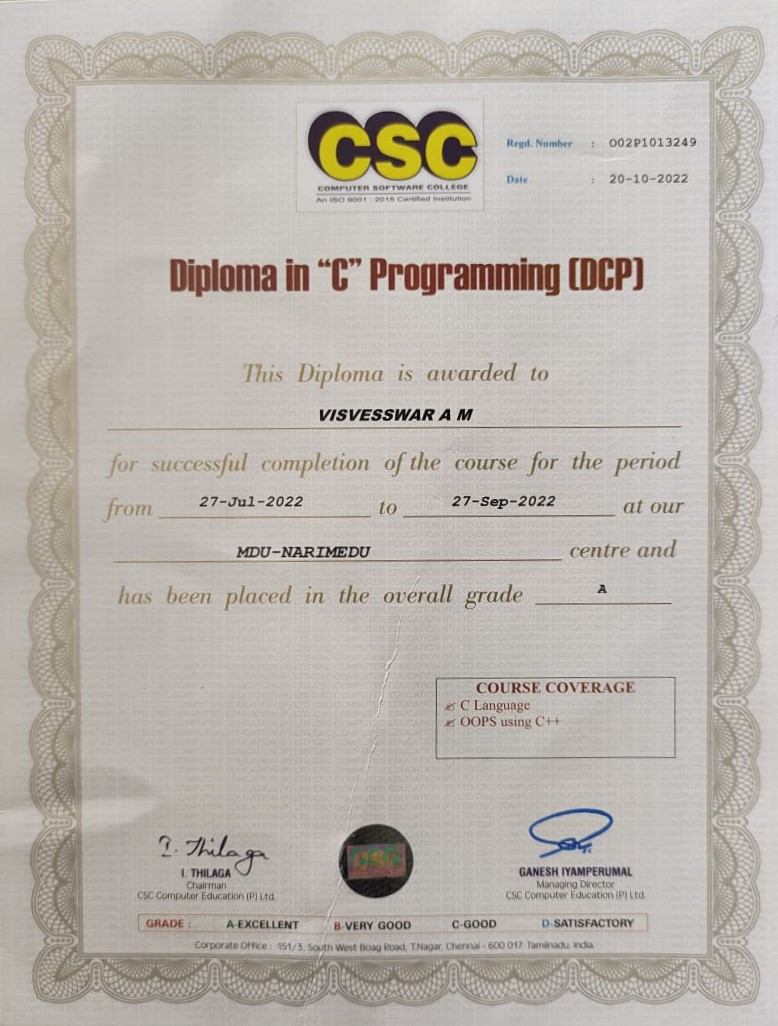 CSC
COMPUTER SOFTWARE COLLEGE
An ISO 9001 : 2015 Certified Institution
Regd. Number : O02P1013249
Date : 20-10-2022
Diploma in “C” Programming (DCP)
This Diploma is awarded to
VISVESSWAR A M
for successful completion of the course for the period
from 27-Jul-2022 to 27-Sep-2022 at our
MDU-NARIMEDU centre and
has been placed in the overall grade A
COURSE COVERAGE
C Language
OOPS using C++
I. Thilaga
I. THILAGA
Chairman
CSC Computer Education (P) Ltd.
CSC
GANESH IYAMPERUMAL
Managing Director
CSC Computer Education (P) Ltd.
GRADE : A-EXCELLENT B-VERY GOOD C-GOOD D-SATISFACTORY
Corporate Office : 151/3, South West Boag Road, T.Nagar, Chennai - 600 017. Tamilnadu. India.